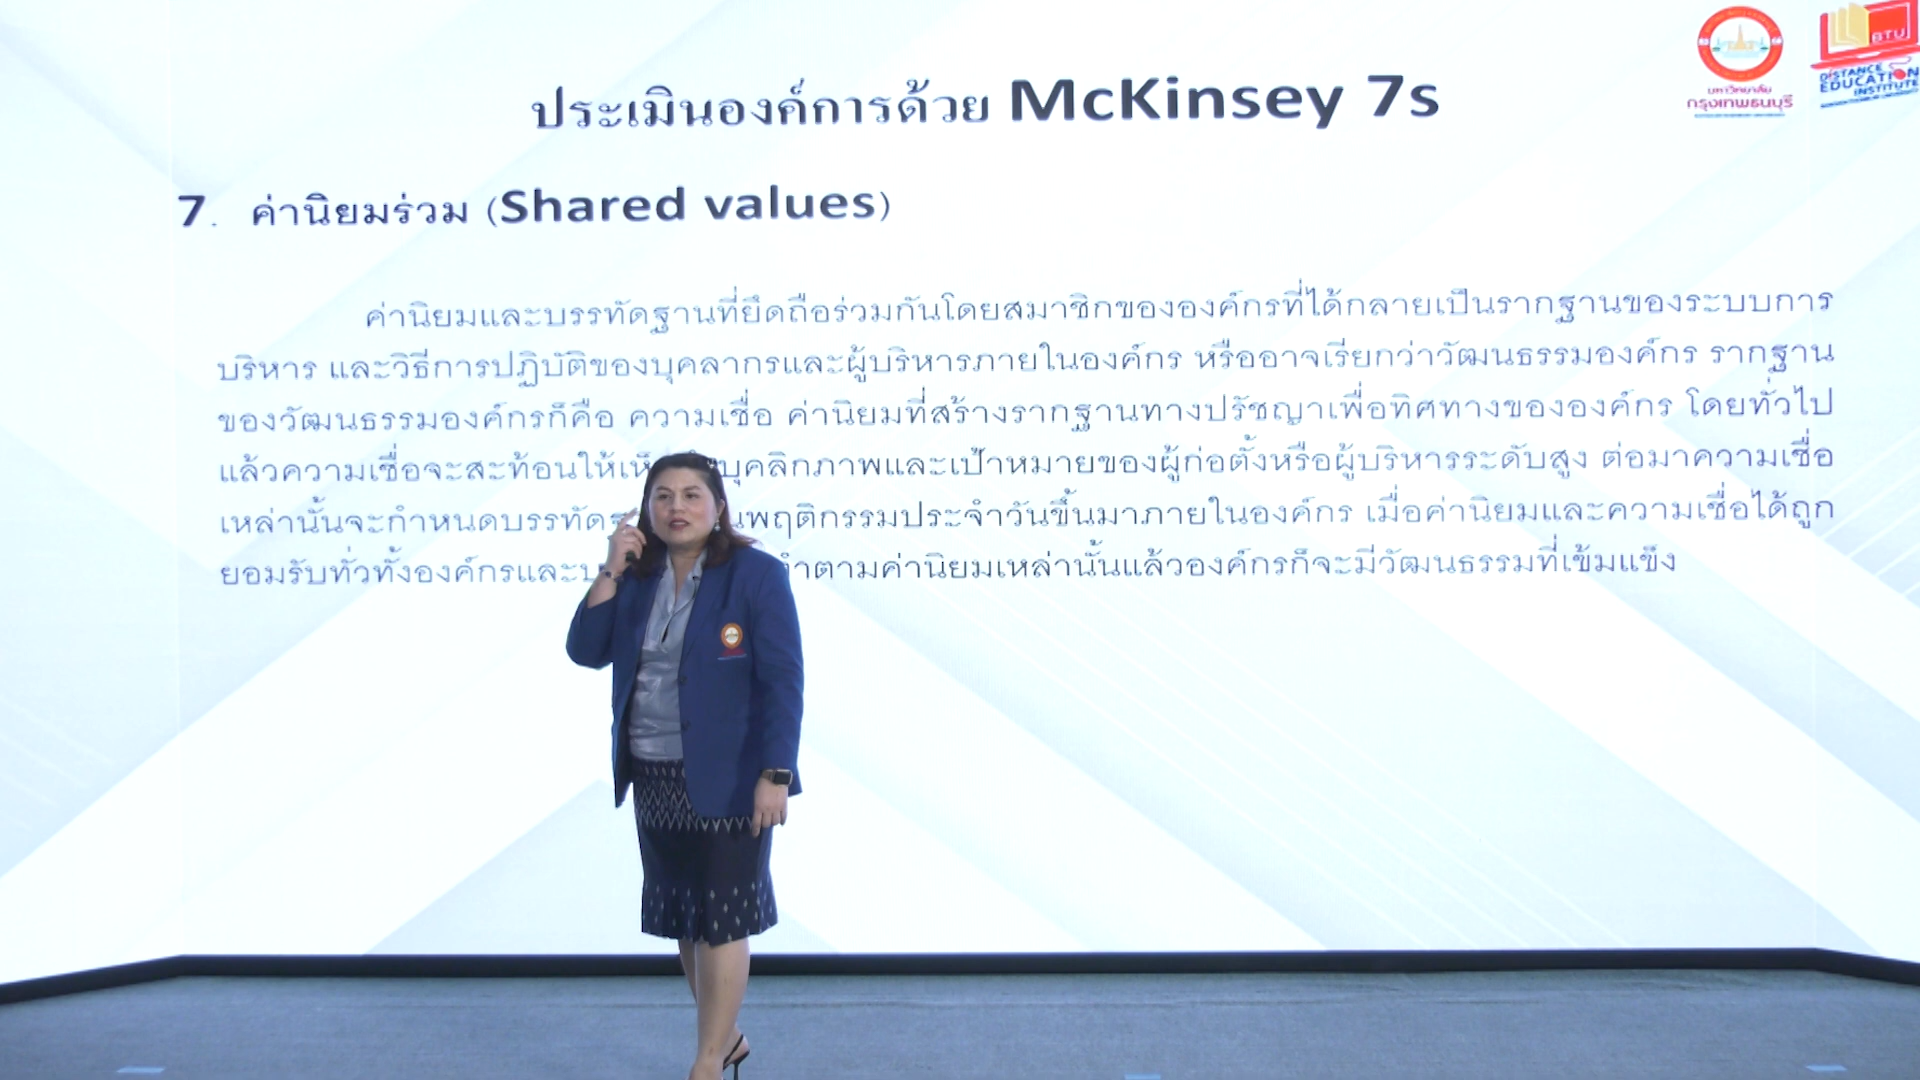 ประเมินองค์การด้วย McKinsey 7s
มหาวิทยาลัย
กรุงเทพธนบุรี
BTU
DISTANCE
EDUCATION
INSTITUTE
7. ค่านิยมร่วม (Shared values)
ค่านิยมและบรรทัดฐานที่ยึดถือร่วมกันโดยสมาชิกขององค์กรที่ได้กลายเป็นรากฐานของระบบการ
บริหาร และวิธีการปฏิบัติของบุคลากรและผู้บริหารภายในองค์กร หรืออาจเรียกว่าวัฒนธรรมองค์กร รากฐาน
ของวัฒนธรรมองค์กรก็คือ ความเชื่อ ค่านิยมที่สร้างรากฐานทางปรัชญาเพื่อทิศทางขององค์กร โดยทั่วไป
แล้วความเชื่อจะสะท้อนให้ บุคลิกภาพและเป้าหมายของผู้ก่อตั้งหรือผู้บริหารระดับสูง ต่อมาความเชื่อ
เหล่านั้นจะกำหนดบรรทัด พฤติกรรมประจำวันขึ้นมาภายในองค์กร เมื่อค่านิยมและความเชื่อได้ถูก
ยอมรับทั่วทั้งองค์กรและ ตามค่านิยมเหล่านั้นแล้วองค์กรก็จะมีวัฒนธรรมที่เข้มแข็ง